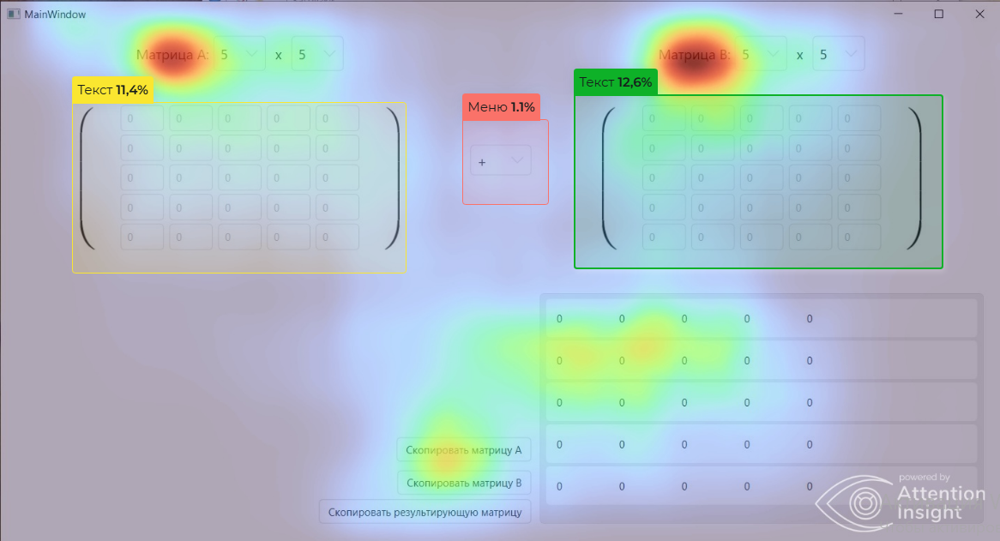 MainWindow
Матрица A: 5 x 5
Матрица B: 5 x 5
Текст 11,4%
Меню 1.1%
Текст 12,6%
0 0 0 0 0
0 0 0 0 0
0 0 0 0 0
0 0 0 0 0
0 0 0 0 0
+
0 0 0 0 0
0 0 0 0 0
0 0 0 0 0
0 0 0 0 0
0 0 0 0 0
0 0 0 0 0
0 0 0 0 0
0 0 0 0 0
0 0 0 0 0
0 0 0 0 0
Скопировать матрицу A
Скопировать матрицу B
Скопировать результирующую матрицу
powered by
Attention
Insight